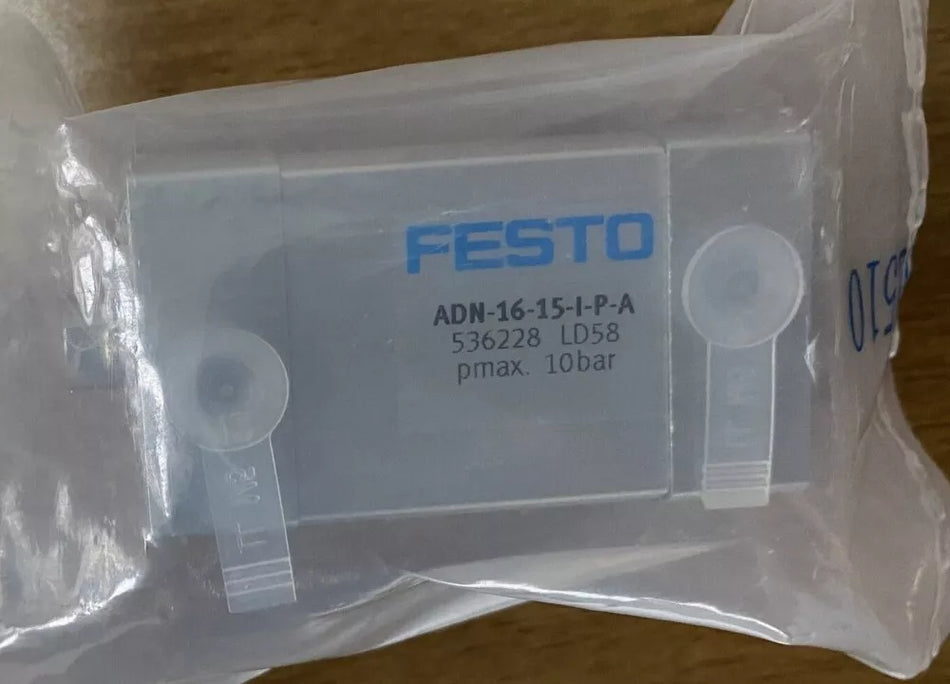 FESTO
ADN-16-15-I-P-A
536228 LD58
pmax. 10bar